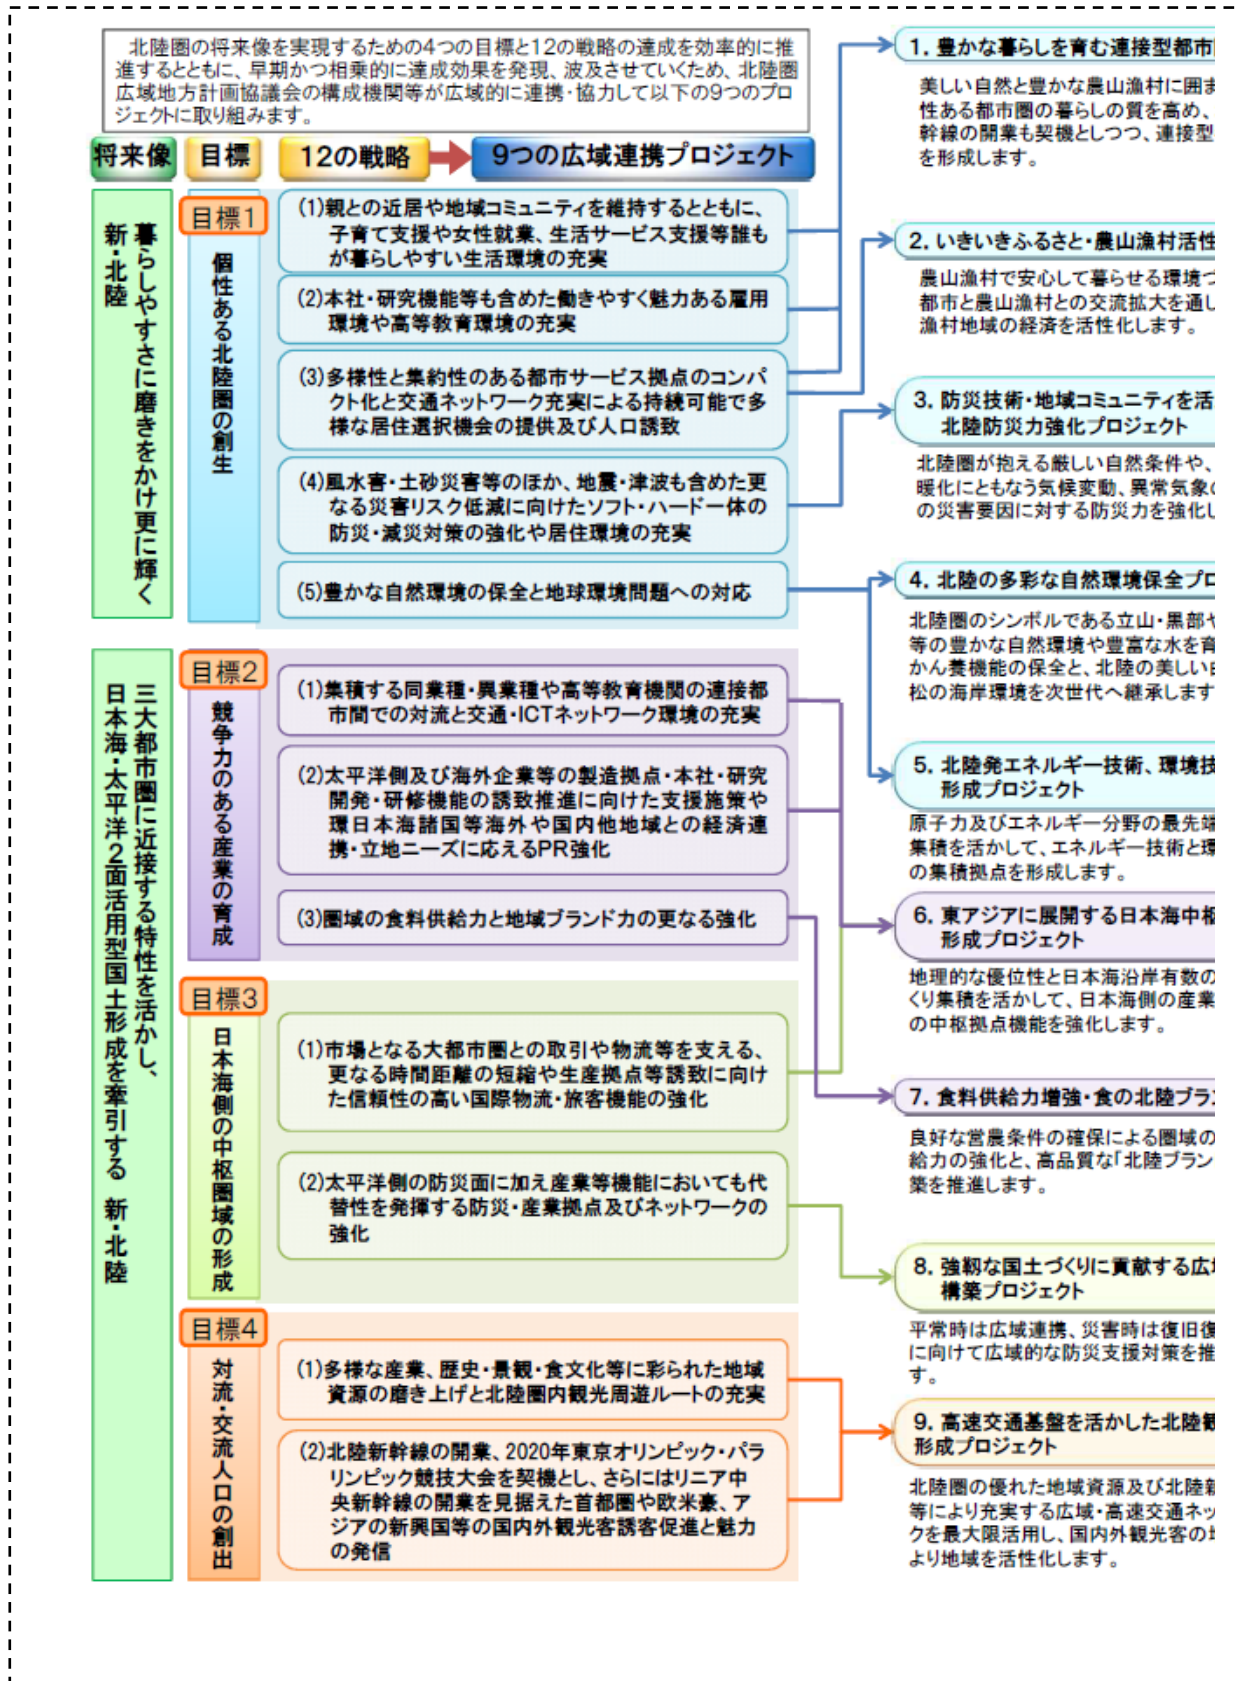 北陸圏の将来像を実現するための4つの目標と12の戦略の達成を効率的に推
進するとともに、早期かつ相乗的に達成効果を発現、波及させていくため、北陸圏
広域地方計画協議会の構成機関等が広域的に連携・協力して以下の9つのプロ
ジェクトに取り組みます。
将来像
目標
12の戦略
9つの広域連携プロジェクト
暮らしやすさに磨きをかけ更に輝く
新・北陸
目標1
個性ある北陸圏の創生
(1)親との近居や地域コミュニティを維持するとともに、
子育て支援や女性就業、生活サービス支援等誰も
が暮らしやすい生活環境の充実
(2)本社・研究機能等も含めた働きやすく魅力ある雇用
環境や高等教育環境の充実
(3)多様性と集約性のある都市サービス拠点のコンパ
クト化と交通ネットワーク充実による持続可能で多
様な居住選択機会の提供及び人口誘致
(4)風水害・土砂災害等のほか、地震・津波も含めた更
なる災害リスク低減に向けたソフト・ハード一体の
防災・減災対策の強化や居住環境の充実
(5)豊かな自然環境の保全と地球環境問題への対応
三大都市圏に近接する特性を活かし、
日本海・太平洋2面活用型国土形成を牽引する 新・北陸
目標2
競争力のある産業の育成
(1)集積する同業種・異業種や高等教育機関の連接都
市間での対流と交通・ICTネットワーク環境の充実
(2)太平洋側及び海外企業等の製造拠点・本社・研究
開発・研修機能の誘致推進に向けた支援施策や
環日本海諸国等海外や国内他地域との経済連
携・立地ニーズに応えるPR強化
(3)圏域の食料供給力と地域ブランド力の更なる強化
目標3
日本海側の中枢圏域の形成
(1)市場となる大都市圏との取引や物流等を支える、
更なる時間距離の短縮や生産拠点等誘致に向け
た信頼性の高い国際物流・旅客機能の強化
(2)太平洋側の防災面に加え産業等機能においても代
替性を発揮する防災・産業拠点及びネットワークの
強化
目標4
対流・交流人口の創出
(1)多様な産業、歴史・景観・食文化等に彩られた地域
資源の磨き上げと北陸圏内観光周遊ルートの充実
(2)北陸新幹線の開業、2020年東京オリンピック・パラ
リンピック競技大会を契機とし、さらにはリニア中
央新幹線の開業を見据えた首都圏や欧米豪、ア
ジアの新興国等の国内外観光客誘客促進と魅力
の発信
1. 豊かな暮らしを育む連接型都市
美しい自然と豊かな農山漁村に囲ま
性ある都市圏の暮らしの質を高め、
幹線の開業も契機としつつ、連接型
を形成します。
2. いきいきふるさと・農山漁村活性
農山漁村で安心して暮らせる環境づ
都市と農山漁村との交流拡大を通し
漁村地域の経済を活性化します。
3. 防災技術・地域コミュニティを活
北陸防災力強化プロジェクト
北陸圏が抱える厳しい自然条件や、
暖化にともなう気候変動、異常気象
の災害要因に対する防災力を強化し
4. 北陸の多彩な自然環境保全プロ
北陸圏のシンボルである立山・黒部や
等の豊かな自然環境や豊富な水を育
かん養機能の保全と、北陸の美しい
松の海岸環境を次世代へ継承します
5. 北陸発エネルギー技術、環境技
形成プロジェクト
原子力及びエネルギー分野の最先端
集積を活かして、エネルギー技術と環
の集積拠点を形成します。
6. 東アジアに展開する日本海中枢
形成プロジェクト
地理的な優位性と日本海沿岸有数の
くり集積を活かして、日本海側の産業
の中枢拠点機能を強化します。
7. 食料供給力増強・食の北陸ブラン
良好な営農条件の確保による圏域の
給力の強化と、高品質な「北陸ブラン
築を推進します。
8. 強靱な国土づくりに貢献する広域
構築プロジェクト
平常時は広域連携、災害時は復旧復
に向けて広域的な防災支援対策を推
す。
9. 高速交通基盤を活かした北陸観
形成プロジェクト
北陸圏の優れた地域資源及び北陸新
等により充実する広域・高速交通ネッ
クを最大限活用し、国内外観光客の
より地域を活性化します。